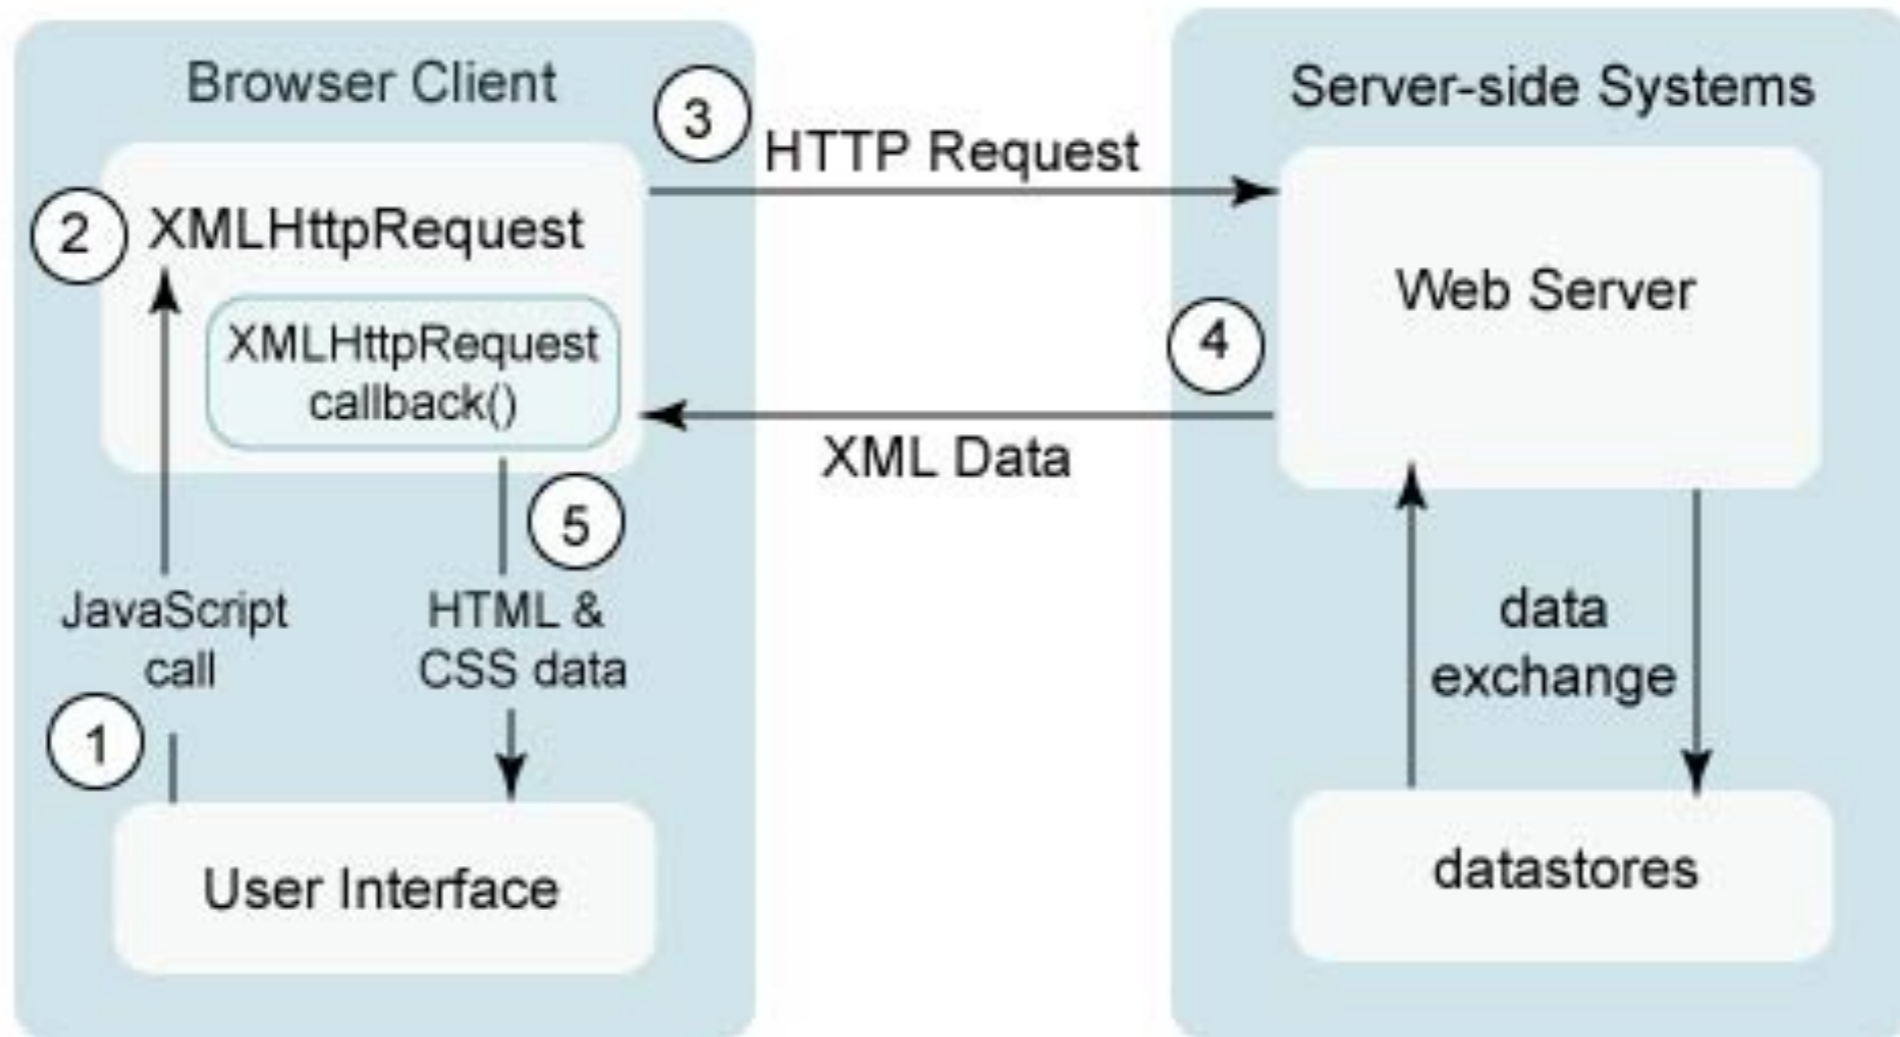 Browser Client
3
HTTP Request
Server-side Systems
2
XMLHttpRequest
XMLHttpRequest
callback()
Web Server
4
XML Data
5
JavaScript
call
HTML &
CSS data
data
exchange
1
User Interface
datastores